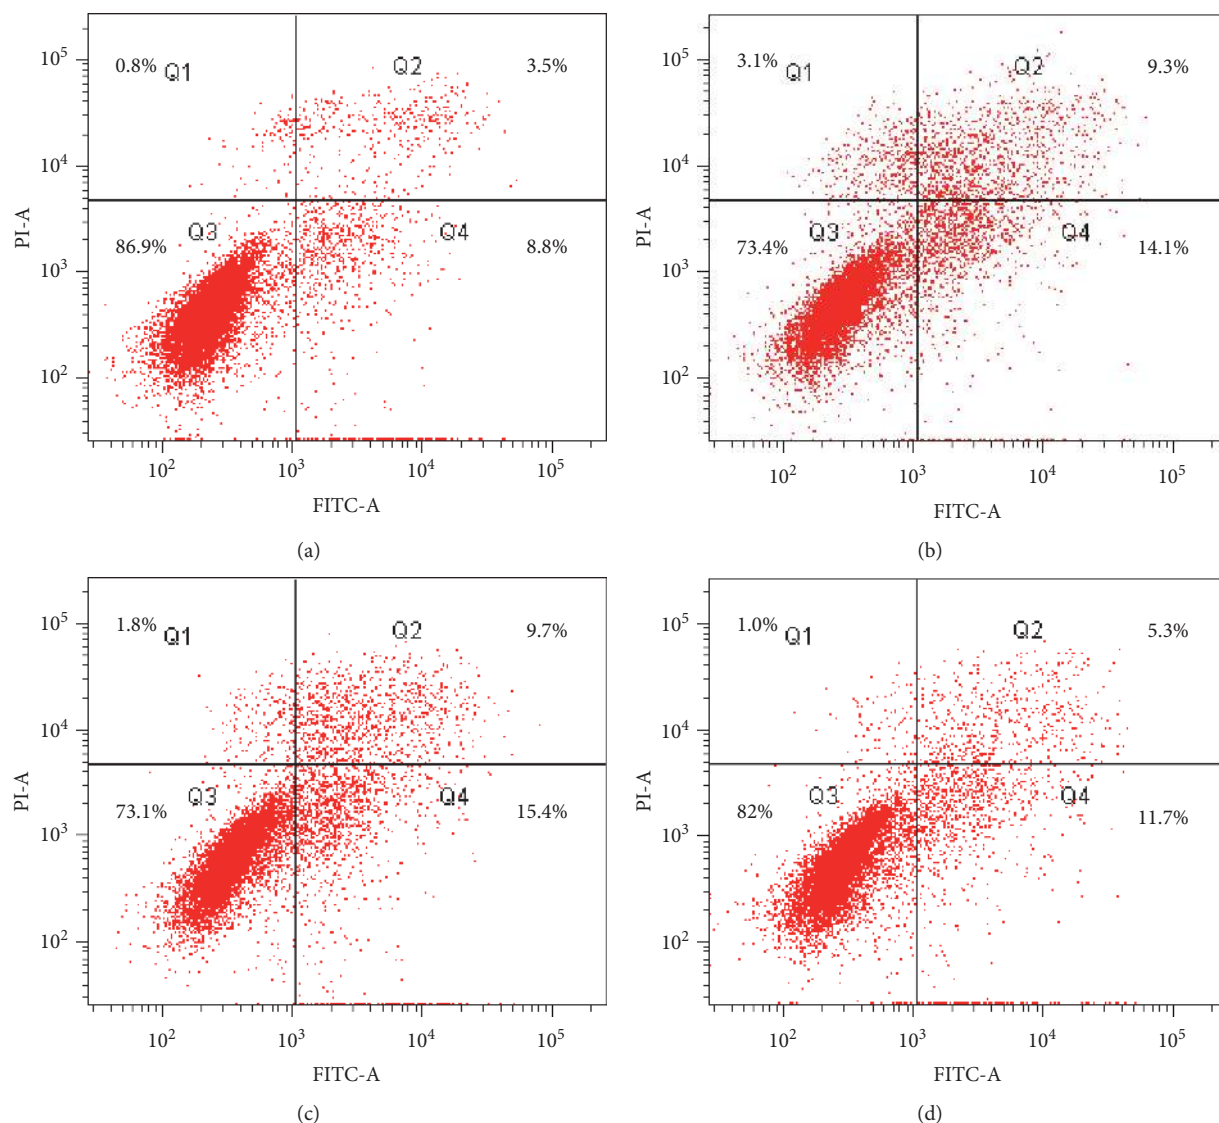 10⁵
0.8%
Q1
Q2
3.5%
10⁴
PI-A
Q3
86.9%
Q4
8.8%
10³
10²
10² 10³ 10⁴ 10⁵
FITC-A
(a)
10⁵
3.1%
Q1
Q2
9.3%
10⁴
PI-A
Q3
73.4%
Q4
14.1%
10³
10²
10² 10³ 10⁴ 10⁵
FITC-A
(b)
10⁵
1.8%
Q1
Q2
9.7%
10⁴
PI-A
Q3
73.1%
Q4
15.4%
10³
10²
10² 10³ 10⁴ 10⁵
FITC-A
(c)
10⁵
1.0%
Q1
Q2
5.3%
10⁴
PI-A
Q3
82%
Q4
11.7%
10³
10²
10² 10³ 10⁴ 10⁵
FITC-A
(d)